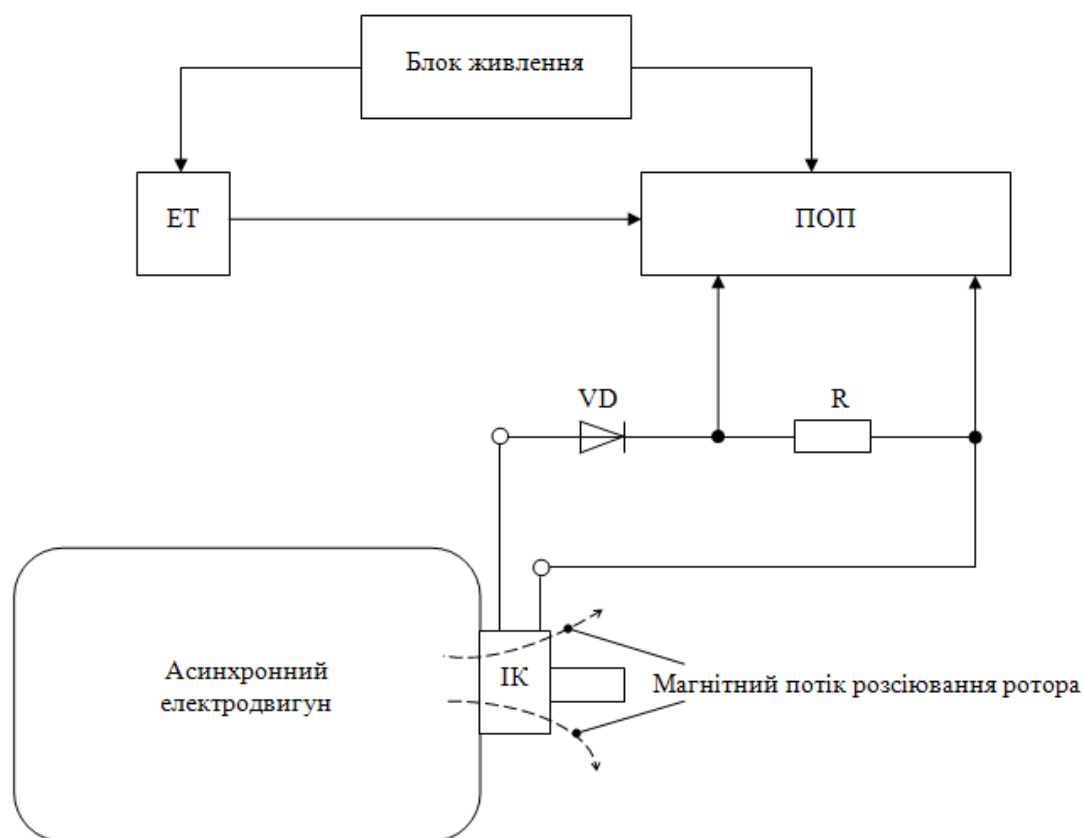 Блок живлення
ЕТ
ПОП
VD
R
Асинхронний
електродвигун
ІК
Магнітний потік розсіювання ротора